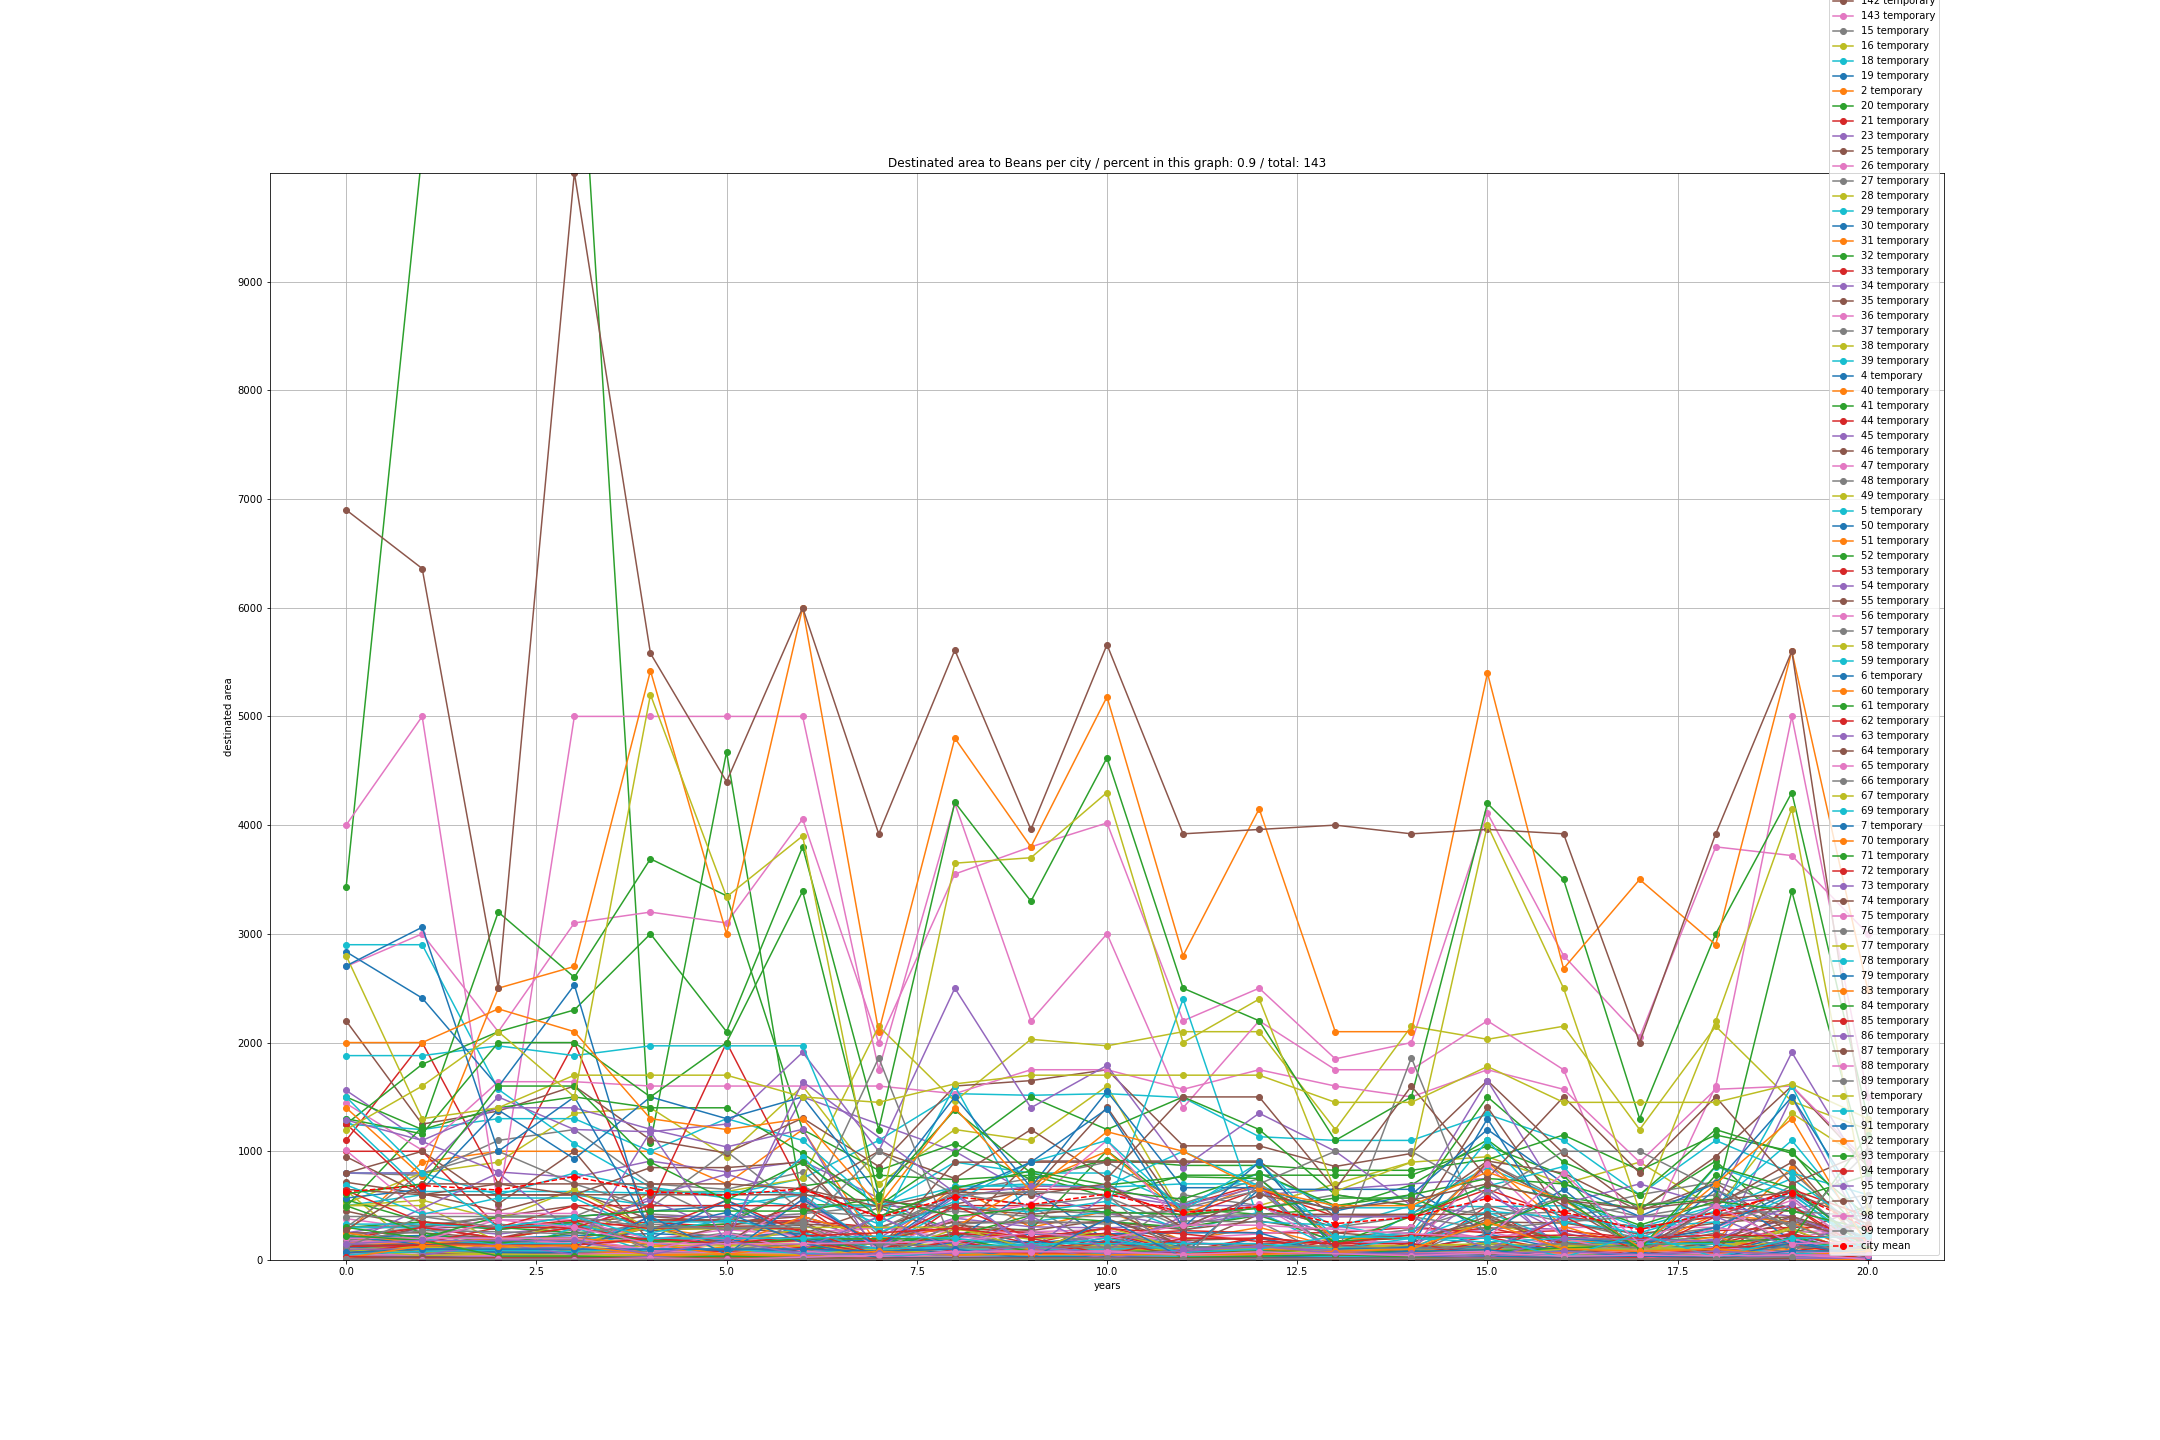 142 temporary
143 temporary
15 temporary
16 temporary
18 temporary
19 temporary
2 temporary
20 temporary
21 temporary
23 temporary
25 temporary
Destinated area to Beans per city / percent in this graph: 0.9 / total: 143
26 temporary
27 temporary
28 temporary
29 temporary
30 temporary
31 temporary
32 temporary
33 temporary
34 temporary
35 temporary
36 temporary
37 temporary
38 temporary
39 temporary
4 temporary
40 temporary
41 temporary
44 temporary
45 temporary
46 temporary
47 temporary
48 temporary
49 temporary
5 temporary
50 temporary
51 temporary
52 temporary
53 temporary
54 temporary
55 temporary
56 temporary
57 temporary
58 temporary
59 temporary
6 temporary
60 temporary
61 temporary
62 temporary
63 temporary
64 temporary
65 temporary
66 temporary
67 temporary
69 temporary
7 temporary
70 temporary
71 temporary
72 temporary
73 temporary
74 temporary
75 temporary
76 temporary
77 temporary
78 temporary
79 temporary
83 temporary
84 temporary
85 temporary
86 temporary
87 temporary
88 temporary
89 temporary
9 temporary
90 temporary
91 temporary
92 temporary
93 temporary
94 temporary
95 temporary
97 temporary
98 temporary
99 temporary
city mean
9000
8000
7000
6000
5000
4000
3000
2000
1000
0
destinated area
0.0 2.5 5.0 7.5 10.0 12.5 15.0 17.5 20.0
years